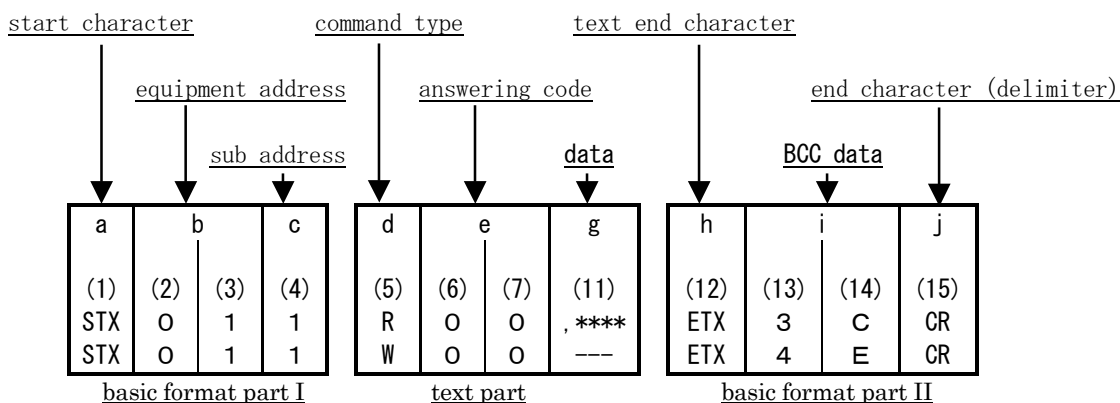 start character command type text end character
equipment address answering code end character (delimiter)
sub address data BCC data
a b c d e g h i j
(1) (2) (3) (4) (5) (6) (7) (11) (12) (13) (14) (15)
STX 0 1 1 R 0 0 ,**** ETX 3 C CR
STX 0 1 1 W 0 0 --- ETX 4 E CR
basic format part I text part basic format part II